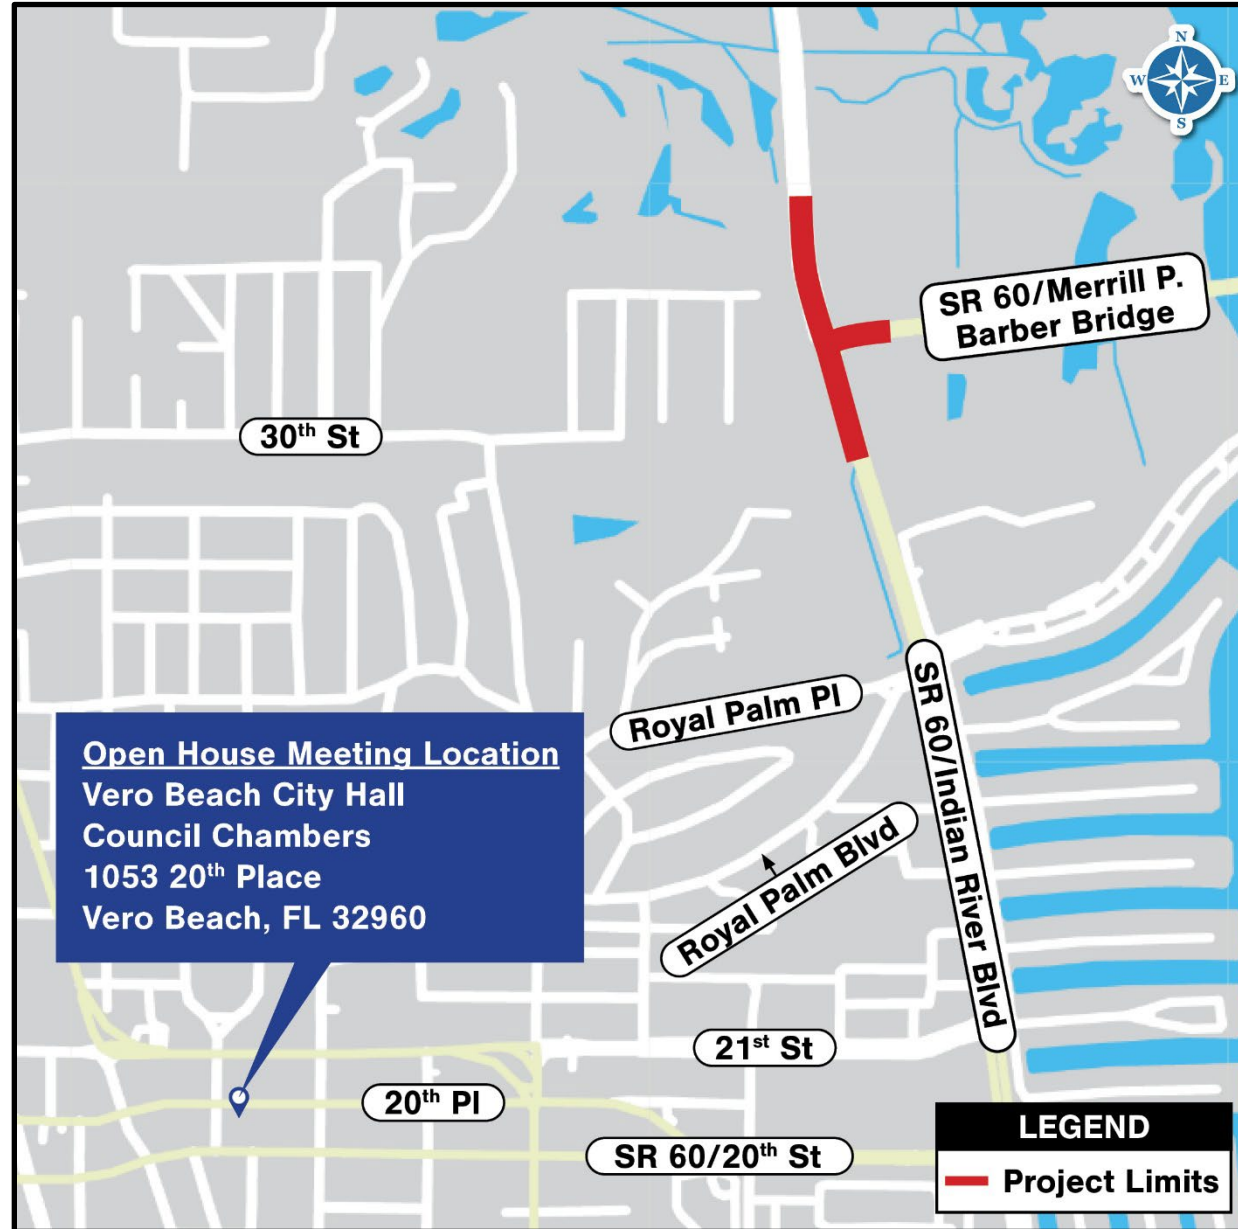 N
W E
S
SR 60/Merrill P.
Barber Bridge
30th St
Royal Palm Pl
SR 60/Indian River Blvd
Open House Meeting Location
Vero Beach City Hall
Council Chambers
1053 20th Place
Vero Beach, FL 32960
Royal Palm Blvd
21st St
20th Pl
SR 60/20th St
LEGEND
Project Limits